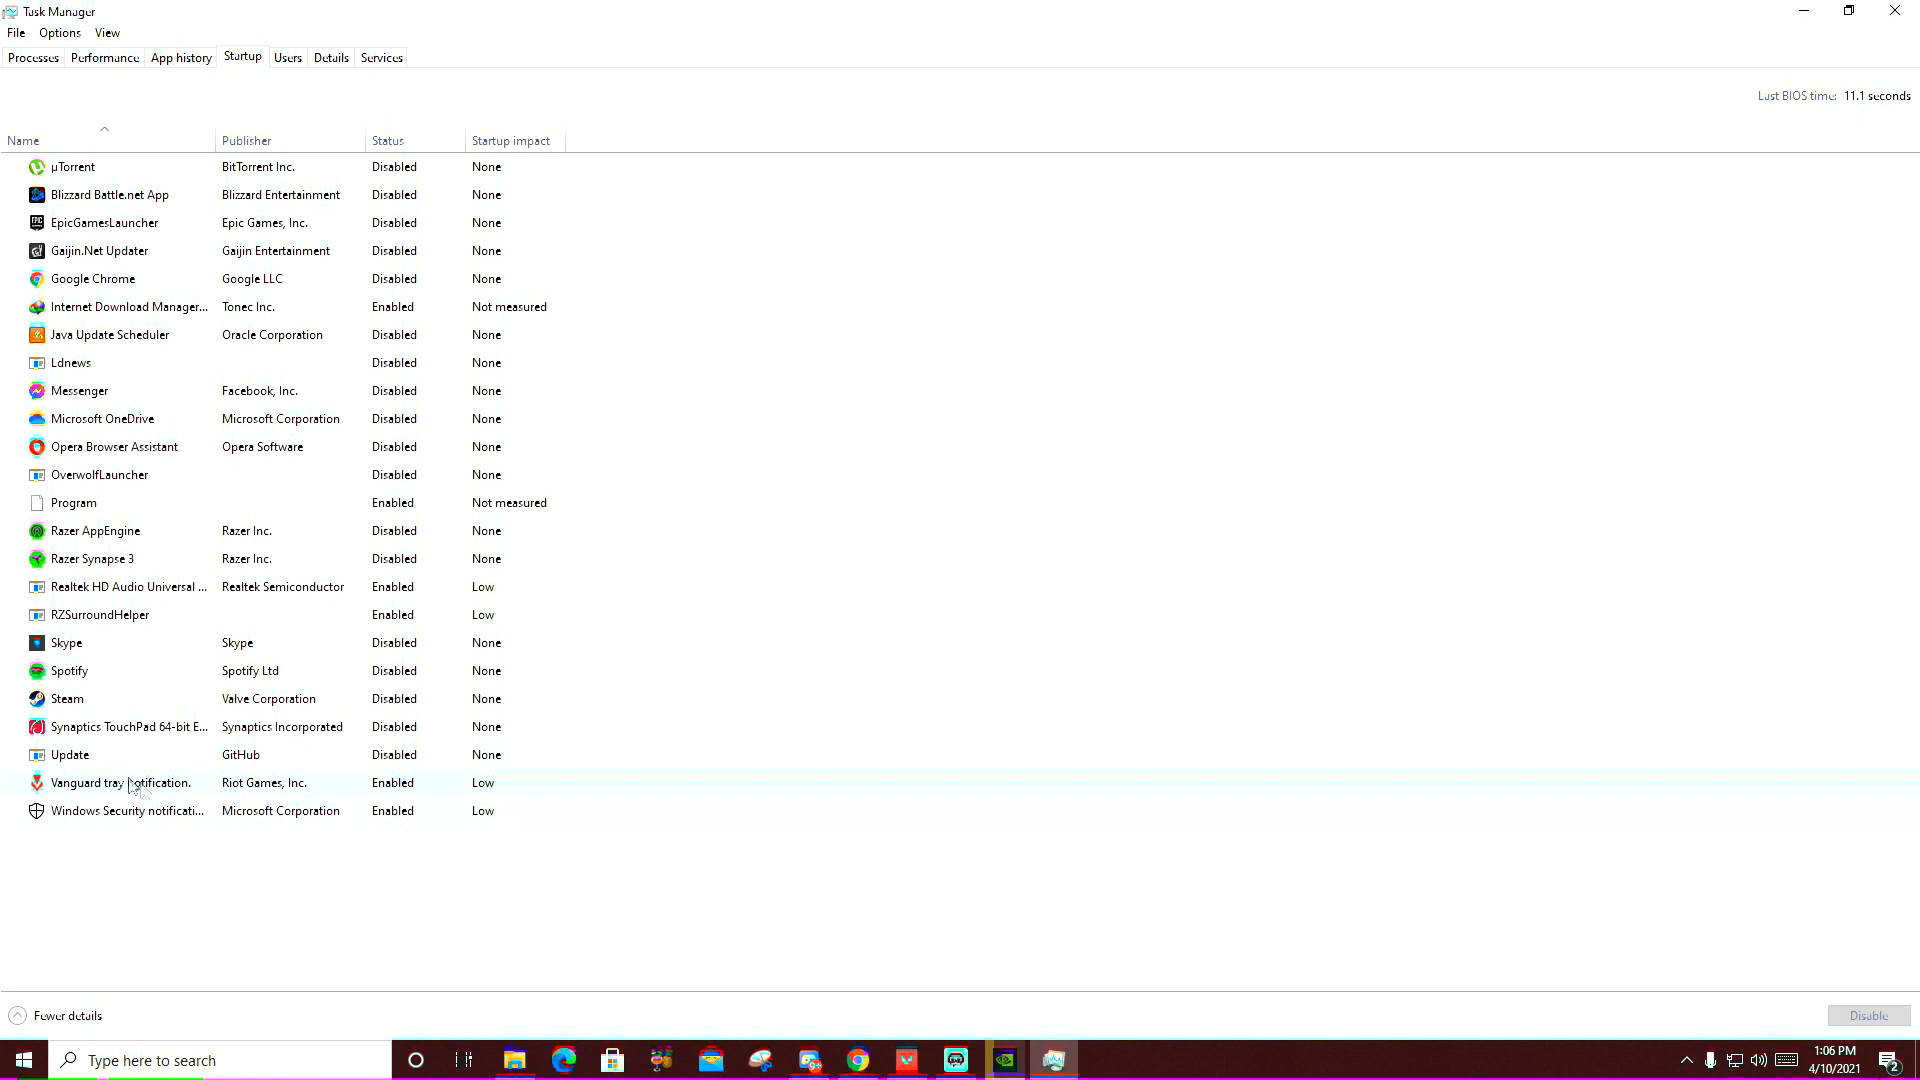 Task Manager
File Options View
Processes Performance App history Startup Users Details Services
Last BIOS time: 11.1 seconds
Name Publisher Status Startup impact
µTorrent BitTorrent Inc. Disabled None
Blizzard Battle.net App Blizzard Entertainment Disabled None
EpicGamesLauncher Epic Games, Inc. Disabled None
Gaijin.Net Updater Gaijin Entertainment Disabled None
Google Chrome Google LLC Disabled None
Internet Download Manager... Tonec Inc. Enabled Not measured
Java Update Scheduler Oracle Corporation Disabled None
Ldnews Disabled None
Messenger Facebook, Inc. Disabled None
Microsoft OneDrive Microsoft Corporation Disabled None
Opera Browser Assistant Opera Software Disabled None
OverwolfLauncher Disabled None
Program Enabled Not measured
Razer AppEngine Razer Inc. Disabled None
Razer Synapse 3 Razer Inc. Disabled None
Realtek HD Audio Universal ... Realtek Semiconductor Enabled Low
RZSurroundHelper Enabled Low
Skype Skype Disabled None
Spotify Spotify Ltd Disabled None
Steam Valve Corporation Disabled None
Synaptics TouchPad 64-bit E... Synaptics Incorporated Disabled None
Update GitHub Disabled None
Vanguard tray notification. Riot Games, Inc. Enabled Low
Windows Security notificati... Microsoft Corporation Enabled Low
Fewer details Disable
Type here to search
1:06 PM
4/10/2021
2